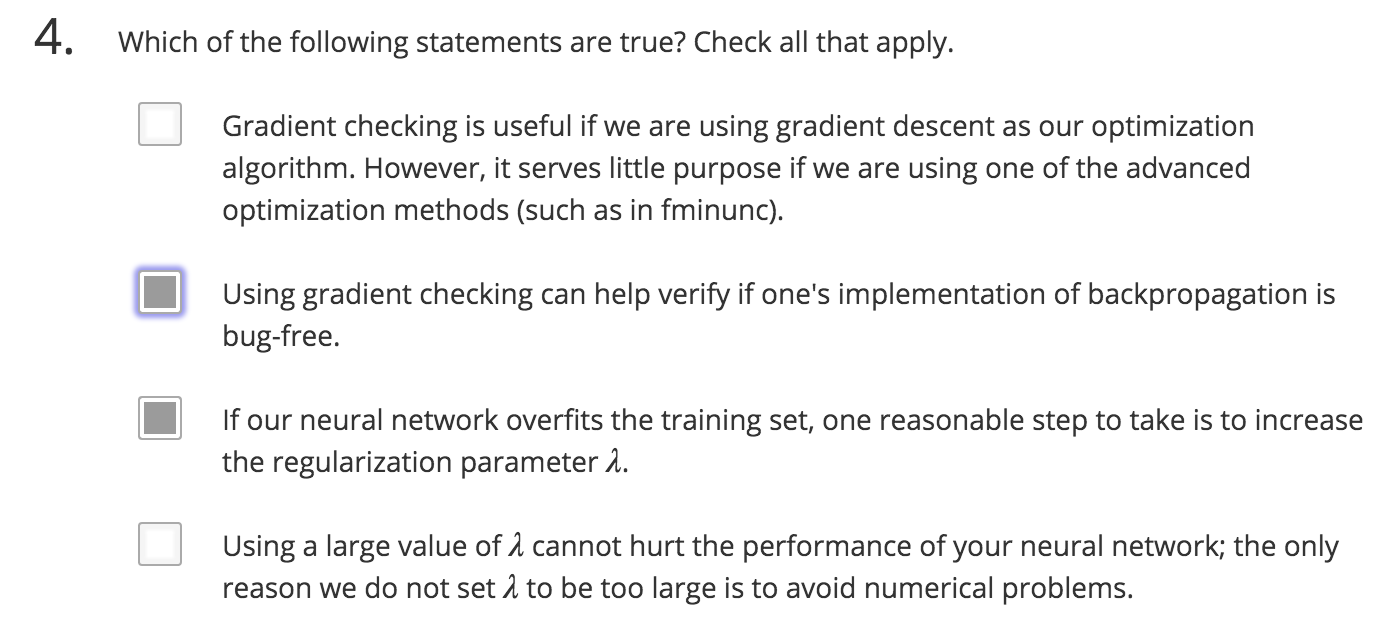 4. Which of the following statements are true? Check all that apply.
Gradient checking is useful if we are using gradient descent as our optimization
algorithm. However, it serves little purpose if we are using one of the advanced
optimization methods (such as in fminunc).
Using gradient checking can help verify if one's implementation of backpropagation is
bug-free.
If our neural network overfits the training set, one reasonable step to take is to increase
the regularization parameter λ.
Using a large value of λ cannot hurt the performance of your neural network; the only
reason we do not set λ to be too large is to avoid numerical problems.